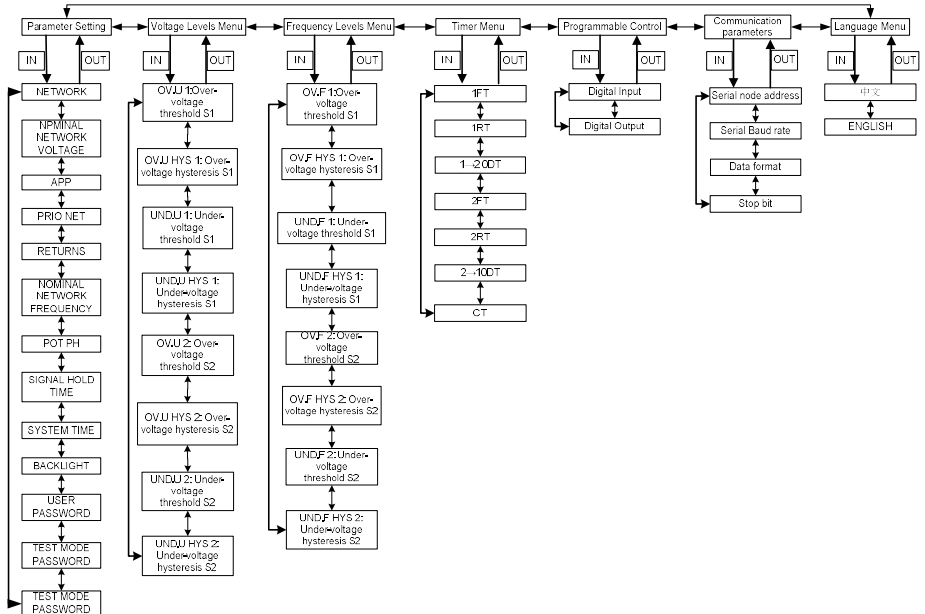 Parameter Setting
Voltage Levels Menu
Frequency Levels Menu
Timer Menu
Programmable Control
Communication
parameters
Language Menu
IN
OUT
IN
OUT
IN
OUT
IN
OUT
IN
OUT
IN
OUT
IN
OUT
NETWORK
NPMINAL
NETWORK
VOLTAGE
APP
PRIO NET
RETURNS
NOMINAL
NETWORK
FREQUENCY
POT PH
SIGNAL HOLD
TIME
SYSTEM TIME
BACKLIGHT
USER
PASSWORD
TEST MODE
PASSWORD
TEST MODE
PASSWORD
OV.U 1:Over-
voltage
threshold S1
OV.U HYS 1: Over-
voltage hysteresis S1
UND.U 1: Under-
voltage
threshold S1
UND.U HYS 1:
Under-voltage
hysteresis S1
OV.U 2: Over-
voltage
threshold S2
OV.U HYS 2: Over-
voltage hysteresis S2
UND.U 2: Under-
voltage
threshold S2
UND.U HYS 2:
Under-voltage
hysteresis S2
OV.F 1:Over-
voltage
threshold S1
OV.F HYS 1: Over-
voltage hysteresis S1
UND.F 1: Under-
voltage threshold S1
UND.F HYS 1:
Under-voltage
hysteresis S1
OV.F 2: Over-
voltage
threshold S2
OV.F HYS 2: Over-
voltage hysteresis S2
UND.F 2: Under-
voltage
threshold S2
UND.F HYS 2:
Under-voltage
hysteresis S2
1FT
1RT
1→20DT
2FT
2RT
2→10DT
CT
Digital Input
Digital Output
Serial node address
Serial Baud rate
Data format
Stop bit
中文
ENGLISH